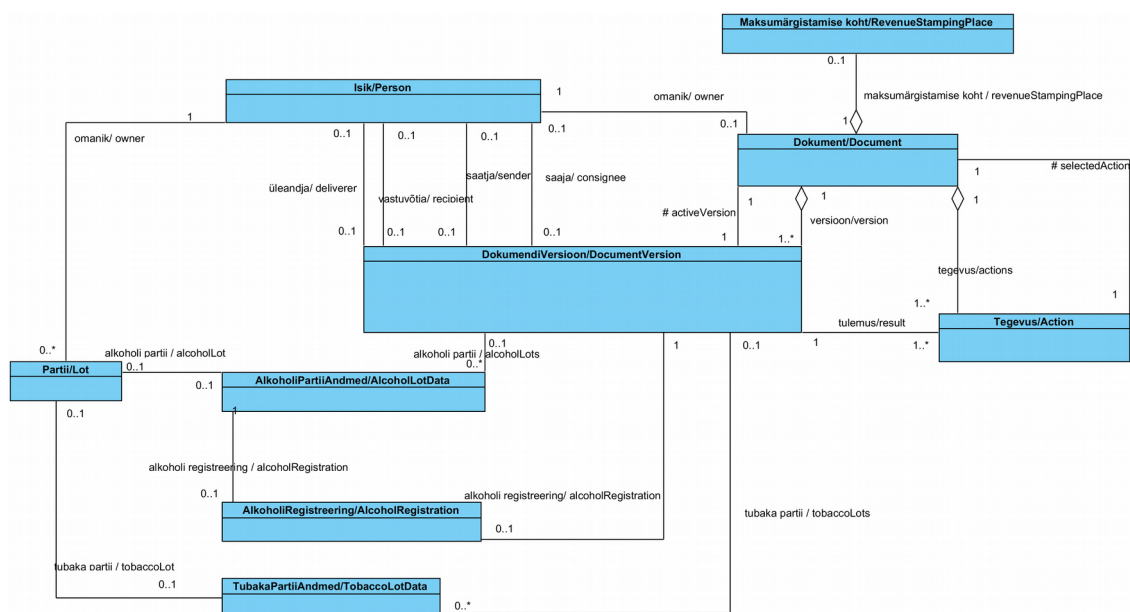 Maksumärgistamise koht/RevenueStampingPlace
0..1
maksumärgistamise koht / revenueStampingPlace
1
Isik/Person
1
omanik/ owner
0..1
1
omanik/ owner
0..1
0..1
0..1
0..1
Dokument/Document
# selectedAction
1
1
1
1
saatja/sender
saaja/ consignee
üleandja/ deliverer
vastuvõtia/ recioient
# activeVersion
versioon/version
0..1
0..1
0..1
0..1
1
1..*
DokumendiVersioon/DocumentVersion
tegevus/actions
1..*
1
Tegevus/Action
tulemus/result
1
1..*
0..1
1
0..1
0..*
alkoholi partii / alcoholLot
alkoholi partii / alcoholLots
0..*
Partii/Lot
0..1
0..1
AlkoholiPartiiAndmed/AlcoholLotData
0..1
1
alkoholi registreering / alcoholRegistration
0..1
alkoholi registreering/ alcoholRegistration
AlkoholiRegistreering/AlcoholRegistration
0..1
tubaka partii / tobaccoLots
tubaka partii / tobaccoLot
0..1
TubakaPartiiAndmed/TobaccoLotData
0..*